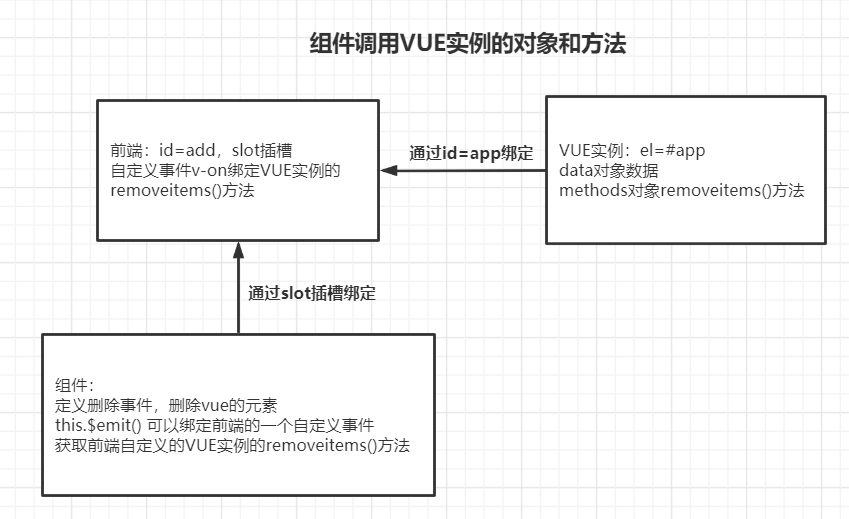 组件调用VUE实例的对象和方法
前端：id=add，slot插槽
自定义事件v-on绑定VUE实例的
removeitems()方法
通过id=app绑定
VUE实例：el=#app
data对象数据
methods对象removeitems()方法
通过slot插槽绑定
组件：
定义删除事件，删除vue的元素
this.$emit() 可以绑定前端的一个自定义事件
获取前端自定义的VUE实例的removeitems()方法